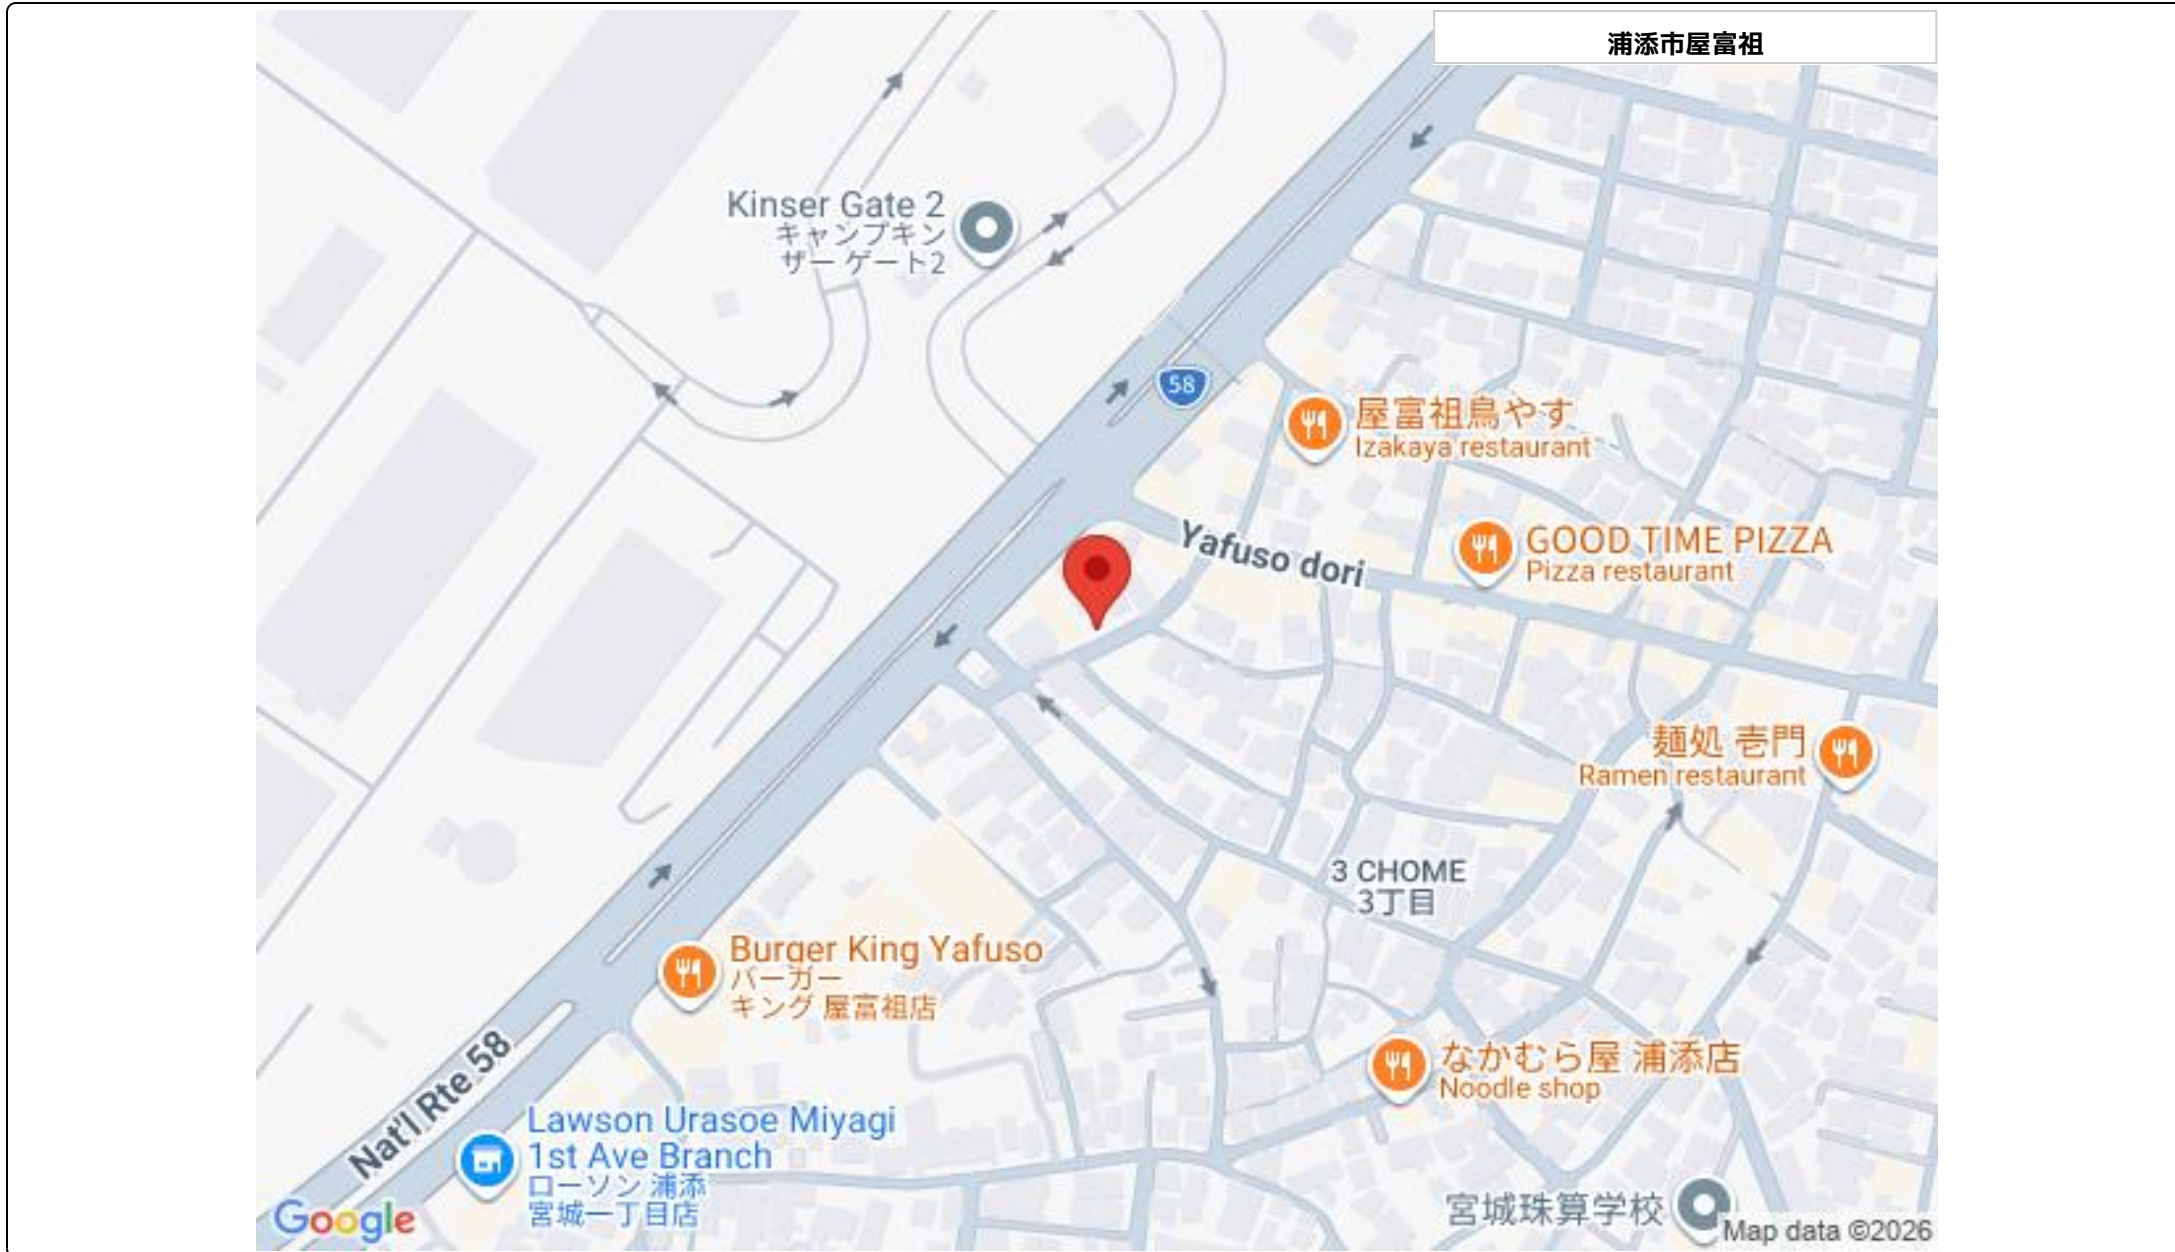 浦添市屋富祖
Kinser Gate 2
キャンプキン
ザー ゲート2
58
屋富祖鳥やす
Izakaya restaurant
Yafuso dori
GOOD TIME PIZZA
Pizza restaurant
麺処 壱門
Ramen restaurant
3 CHOME
3丁目
Burger King Yafuso
バーガー
キング 屋富祖店
Nat'l Rte 58
なかむら屋 浦添店
Noodle shop
Lawson Urasoe Miyagi
1st Ave Branch
ローソン 浦添
宮城一丁目店
宮城珠算学校
Google
Map data ©2026